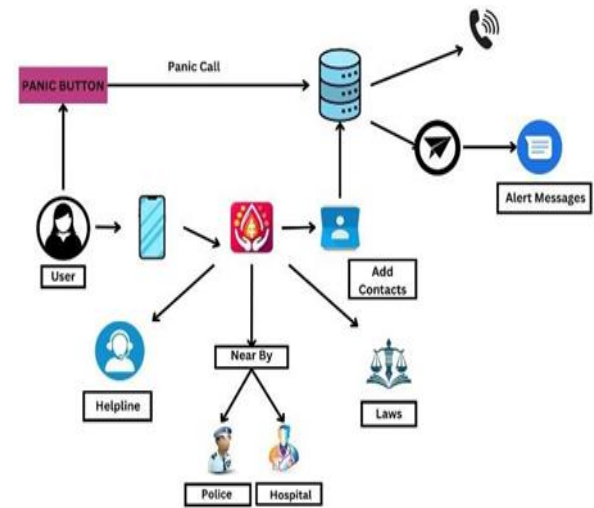 Panic Call
PANIC BUTTON
Alert Messages
User
Add
Contacts
Near By
Helpline
Laws
Police
Hospital